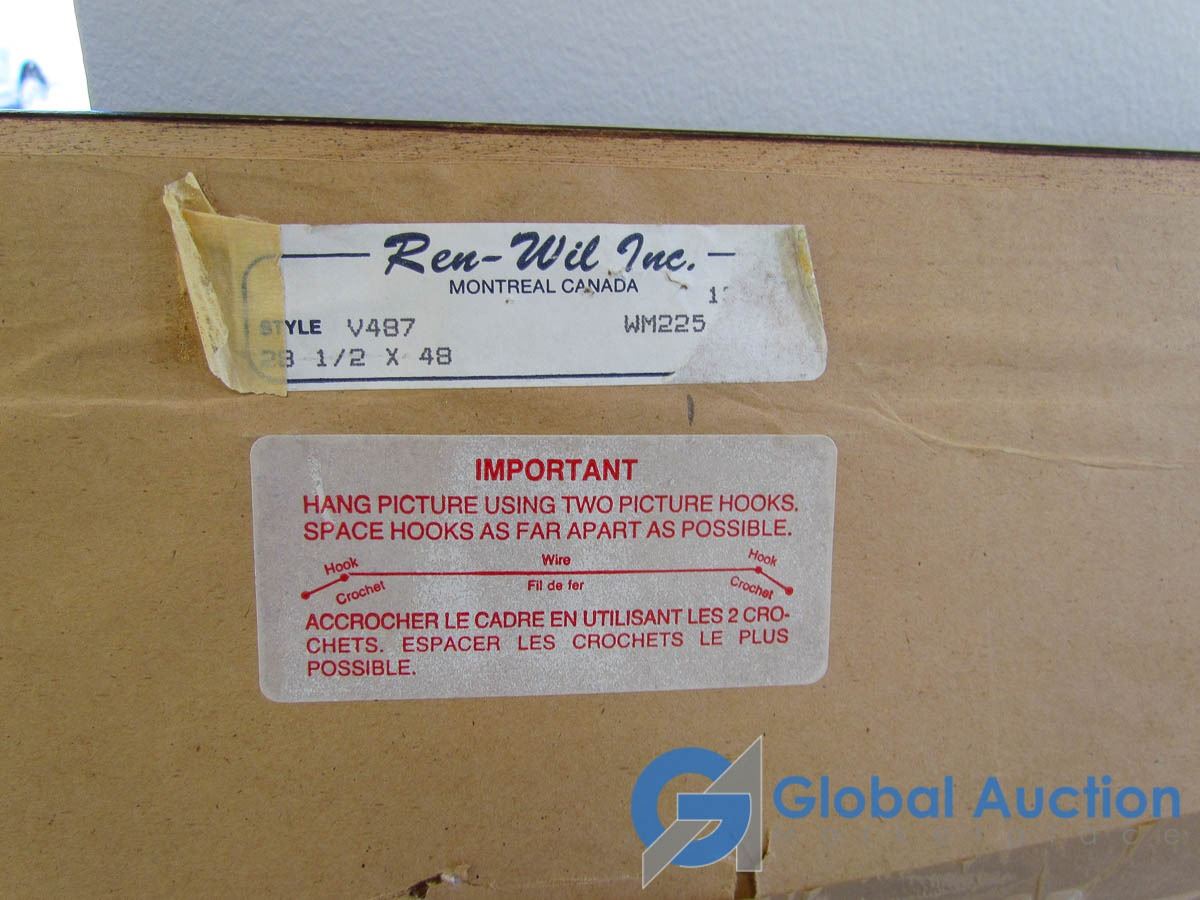 Ren-Wil Inc.
MONTREAL CANADA
STYLE V487 WM225
28 1/2 X 48
IMPORTANT
HANG PICTURE USING TWO PICTURE HOOKS.
SPACE HOOKS AS FAR APART AS POSSIBLE.
Hook Wire Hook
Crochet Fil de fer Crochet
ACCROCHER LE CADRE EN UTILISANT LES 2 CRO-
CHETS. ESPACER LES CROCHETS LE PLUS
POSSIBLE.
Global Auction